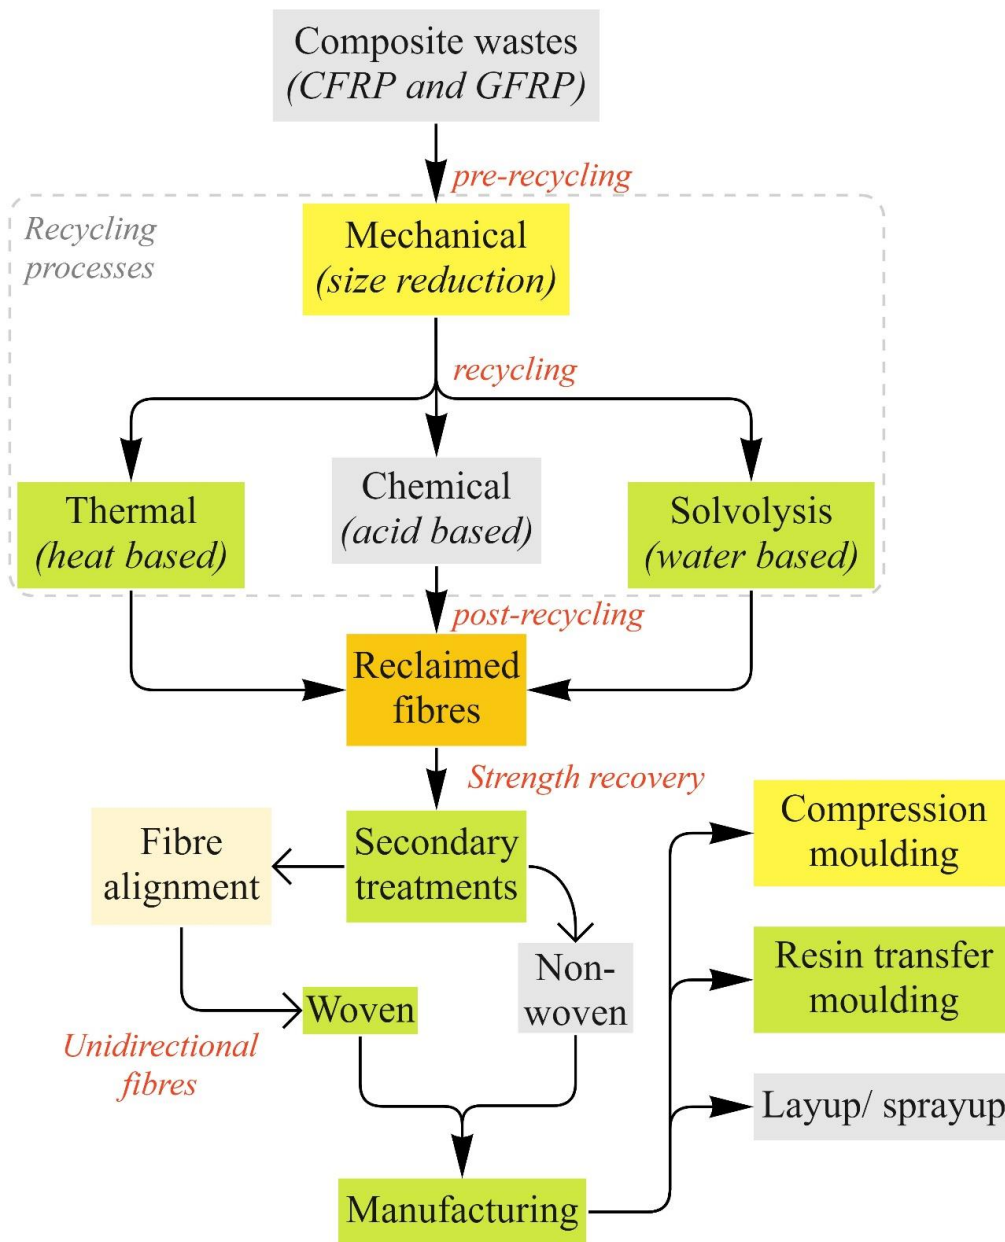 Composite wastes
(CFRP and GFRP)
pre-recycling
Recycling
processes
Mechanical
(size reduction)
recycling
Thermal
(heat based)
Chemical
(acid based)
Solvolysis
(water based)
post-recycling
Reclaimed
fibres
Strength recovery
Fibre
alignment
Secondary
treatments
Compression
moulding
Resin transfer
moulding
Non-
woven
Woven
Unidirectional
fibres
Layup/ sprayup
Manufacturing